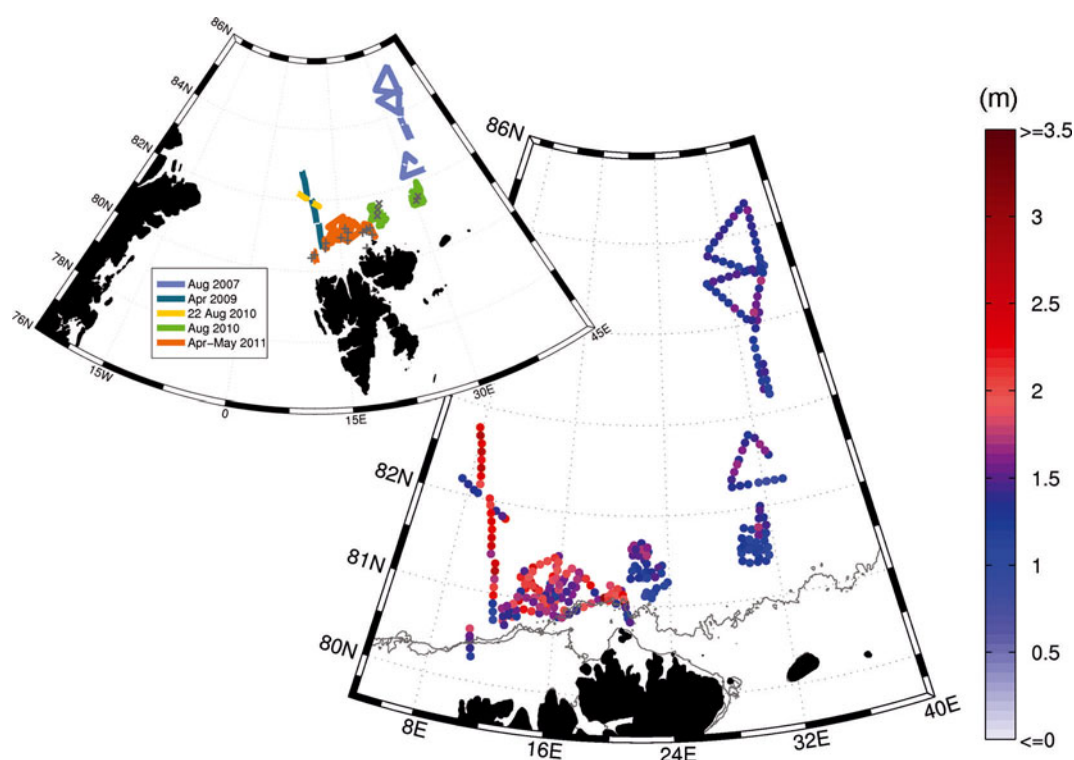 86N
84N
82N
80N
78N
76N
15W
0
15E
30E
45E
Aug 2007
Apr 2009
22 Aug 2010
Aug 2010
Apr-May 2011
86N
82N
81N
80N
8E
16E
24E
32E
40E
(m)
>=3.5
3
2.5
2
1.5
1
0.5
<=0